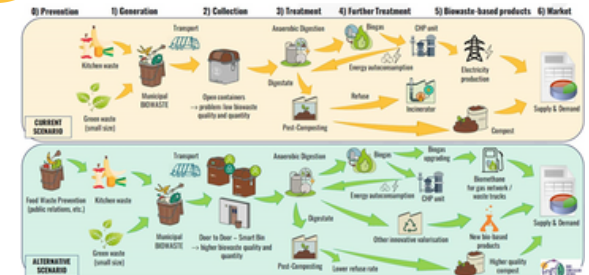 0) Prevention
1) Generation
2) Collection
3) Treatment
4) Further Treatment
5) Biowaste-based products
6) Market
Transport
Anaerobic Digestion
Biogas
CHP unit
Kitchen waste
Energy autoconsumption
Electricity
production
Digestate
Municipal
BIOWASTE
Open containers
→ problem: low biowaste
quality and quantity
Refuse
Incinerator
Supply & Demand
Green waste
(small size)
Post-Composting
Compost
CURRENT
SCENARIO
Transport
Anaerobic Digestion
Biogas
Biogas
upgrading
Biomethane
for gas network /
waste trucks
Food Waste Prevention
(public relations, etc.)
Kitchen waste
Energy autoconsumption
CHP unit
Supply & Demand
Digestate
Municipal
BIOWASTE
Door to Door – Smart Bin
→ higher biowaste quality and
quantity
Other innovative valorisation
New bio-based
products
Green waste
(small size)
Post-Composting
Lower refuse rate
Higher quality
compost
ALTERNATIVE
SCENARIO